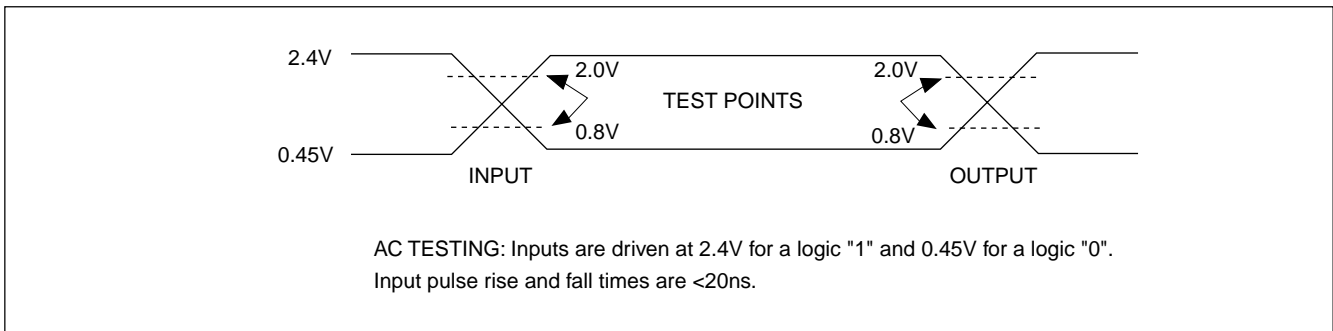 2.4V
2.0V
2.0V
TEST POINTS
0.8V
0.8V
0.45V
INPUT
OUTPUT
AC TESTING: Inputs are driven at 2.4V for a logic "1" and 0.45V for a logic "0".
Input pulse rise and fall times are <20ns.